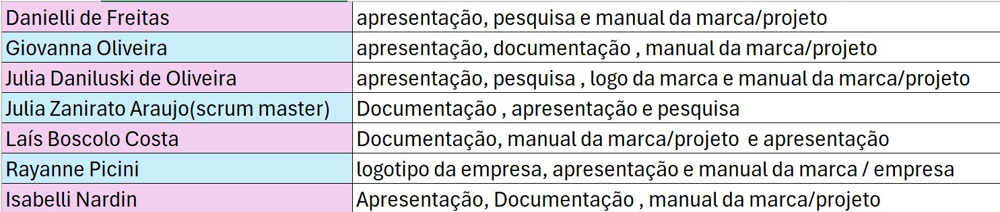 Danielli de Freitas apresentação, pesquisa e manual da marca/projeto
Giovanna Oliveira apresentação, documentação , manual da marca/projeto
Julia Daniluski de Oliveira apresentação, pesquisa , logo da marca e manual da marca/projeto
Julia Zanirato Araujo(scrum master) Documentação , apresentação e pesquisa
Laís Boscolo Costa Documentação, manual da marca/projeto  e apresentação
Rayanne Picini logotipo da empresa, apresentação e manual da marca / empresa
Isabelli Nardin Apresentação, Documentação , manual da marca/projeto